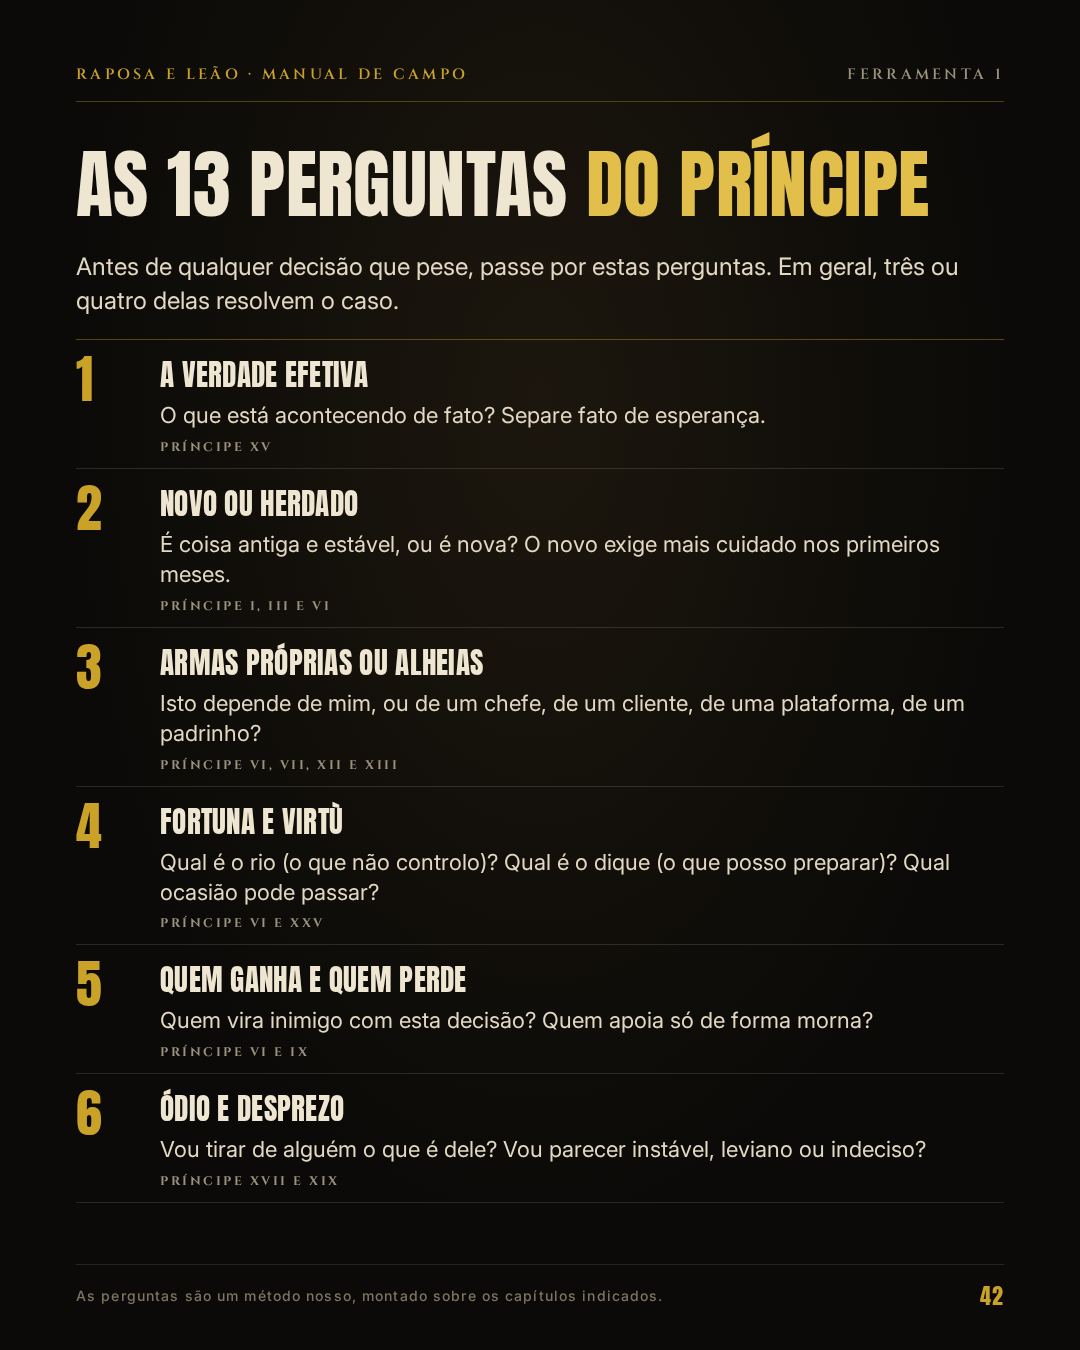 RAPOSA E LEÃO · MANUAL DE CAMPO
FERRAMENTA 1
AS 13 PERGUNTAS DO PRÍNCIPE
Antes de qualquer decisão que pese, passe por estas perguntas. Em geral, três ou
quatro delas resolvem o caso.
1
A VERDADE EFETIVA
O que está acontecendo de fato? Separe fato de esperança.
PRÍNCIPE XV
2
NOVO OU HERDADO
É coisa antiga e estável, ou é nova? O novo exige mais cuidado nos primeiros
meses.
PRÍNCIPE I, III E VI
3
ARMAS PRÓPRIAS OU ALHEIAS
Isto depende de mim, ou de um chefe, de um cliente, de uma plataforma, de um
padrinho?
PRÍNCIPE VI, VII, XII E XIII
4
FORTUNA E VIRTÙ
Qual é o rio (o que não controlo)? Qual é o dique (o que posso preparar)? Qual
ocasião pode passar?
PRÍNCIPE VI E XXV
5
QUEM GANHA E QUEM PERDE
Quem vira inimigo com esta decisão? Quem apoia só de forma morna?
PRÍNCIPE VI E IX
6
ÓDIO E DESPREZO
Vou tirar de alguém o que é dele? Vou parecer instável, leviano ou indeciso?
PRÍNCIPE XVII E XIX
As perguntas são um método nosso, montado sobre os capítulos indicados.
42